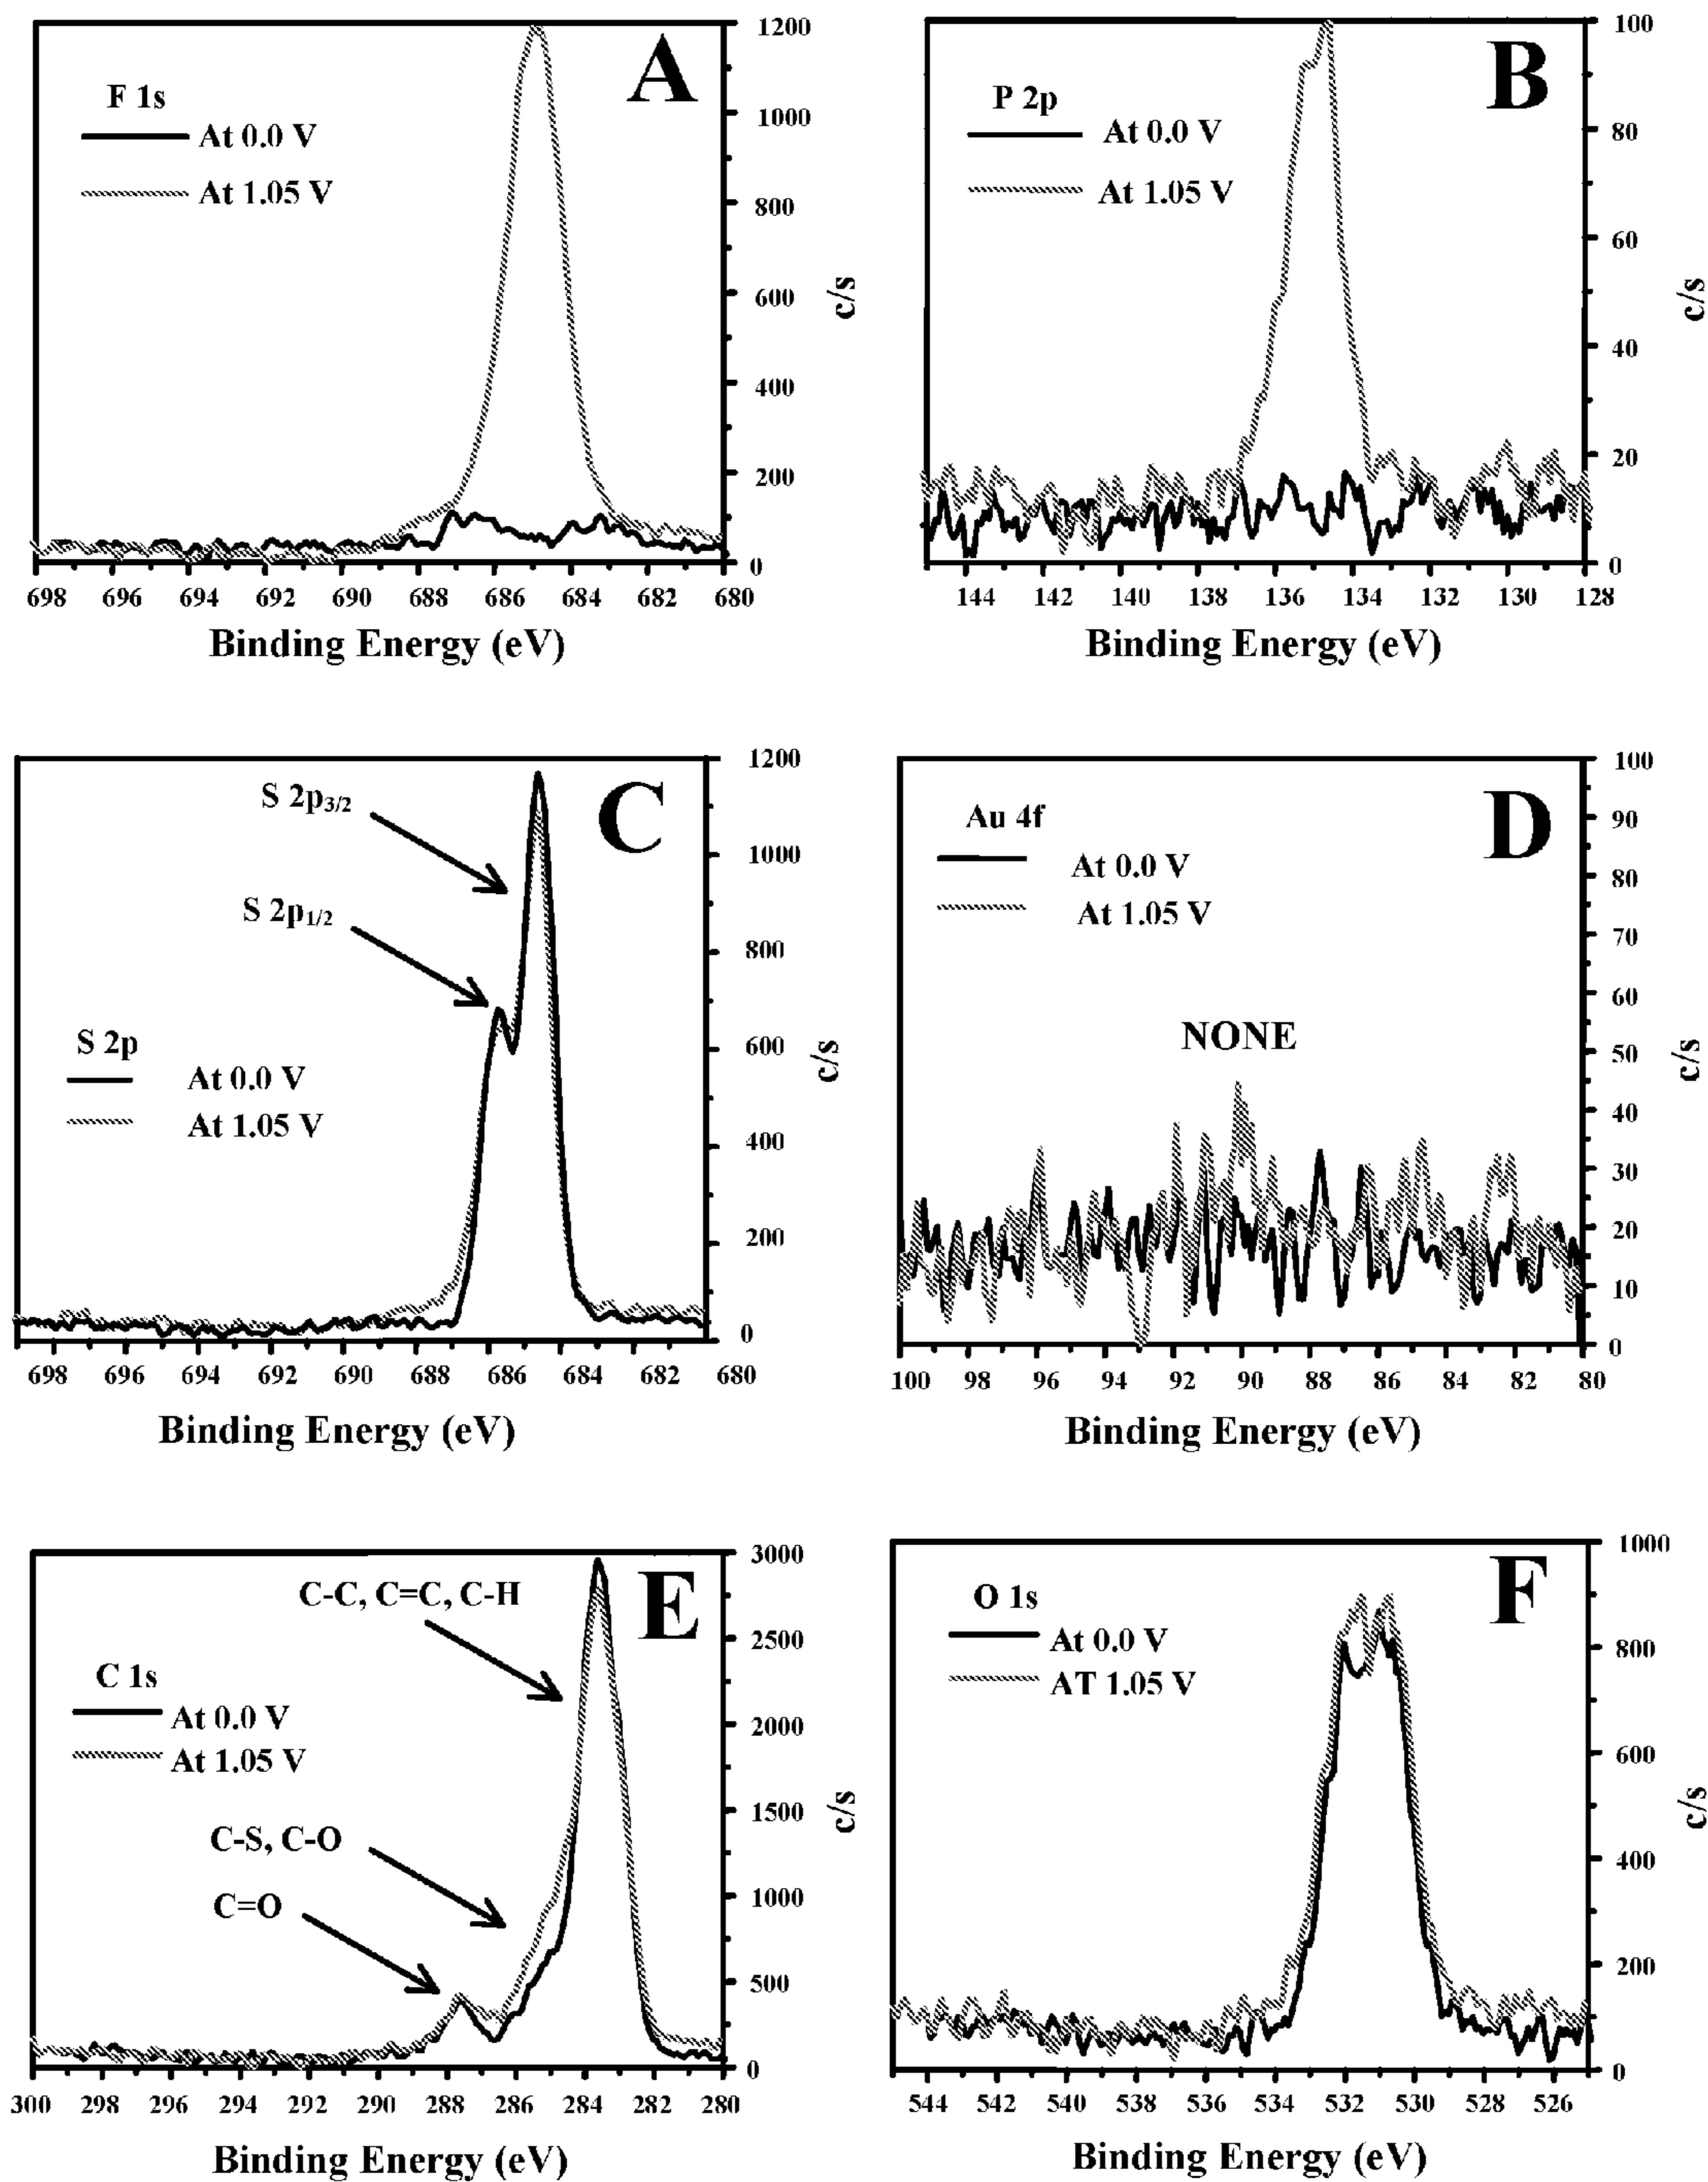 A
F 1s
At 0.0 V
At 1.05 V
1200
1000
800
600
400
200
0
c/s
698 696 694 692 690 688 686 684 682 680
Binding Energy (eV)
B
P 2p
At 0.0 V
At 1.05 V
100
80
60
40
20
0
c/s
144 142 140 138 136 134 132 130 128
Binding Energy (eV)
C
S 2p3/2
S 2p1/2
S 2p
At 0.0 V
At 1.05 V
1200
1000
800
600
400
200
0
c/s
698 696 694 692 690 688 686 684 682 680
Binding Energy (eV)
D
Au 4f
At 0.0 V
At 1.05 V
NONE
100
90
80
70
60
50
40
30
20
10
0
c/s
100 98 96 94 92 90 88 86 84 82 80
Binding Energy (eV)
E
C-C, C=C, C-H
C 1s
At 0.0 V
At 1.05 V
C-S, C-O
C=O
3000
2500
2000
1500
1000
500
0
c/s
300 298 296 294 292 290 288 286 284 282 280
Binding Energy (eV)
F
O 1s
At 0.0 V
AT 1.05 V
1000
800
600
400
200
0
c/s
544 542 540 538 536 534 532 530 528 526
Binding Energy (eV)